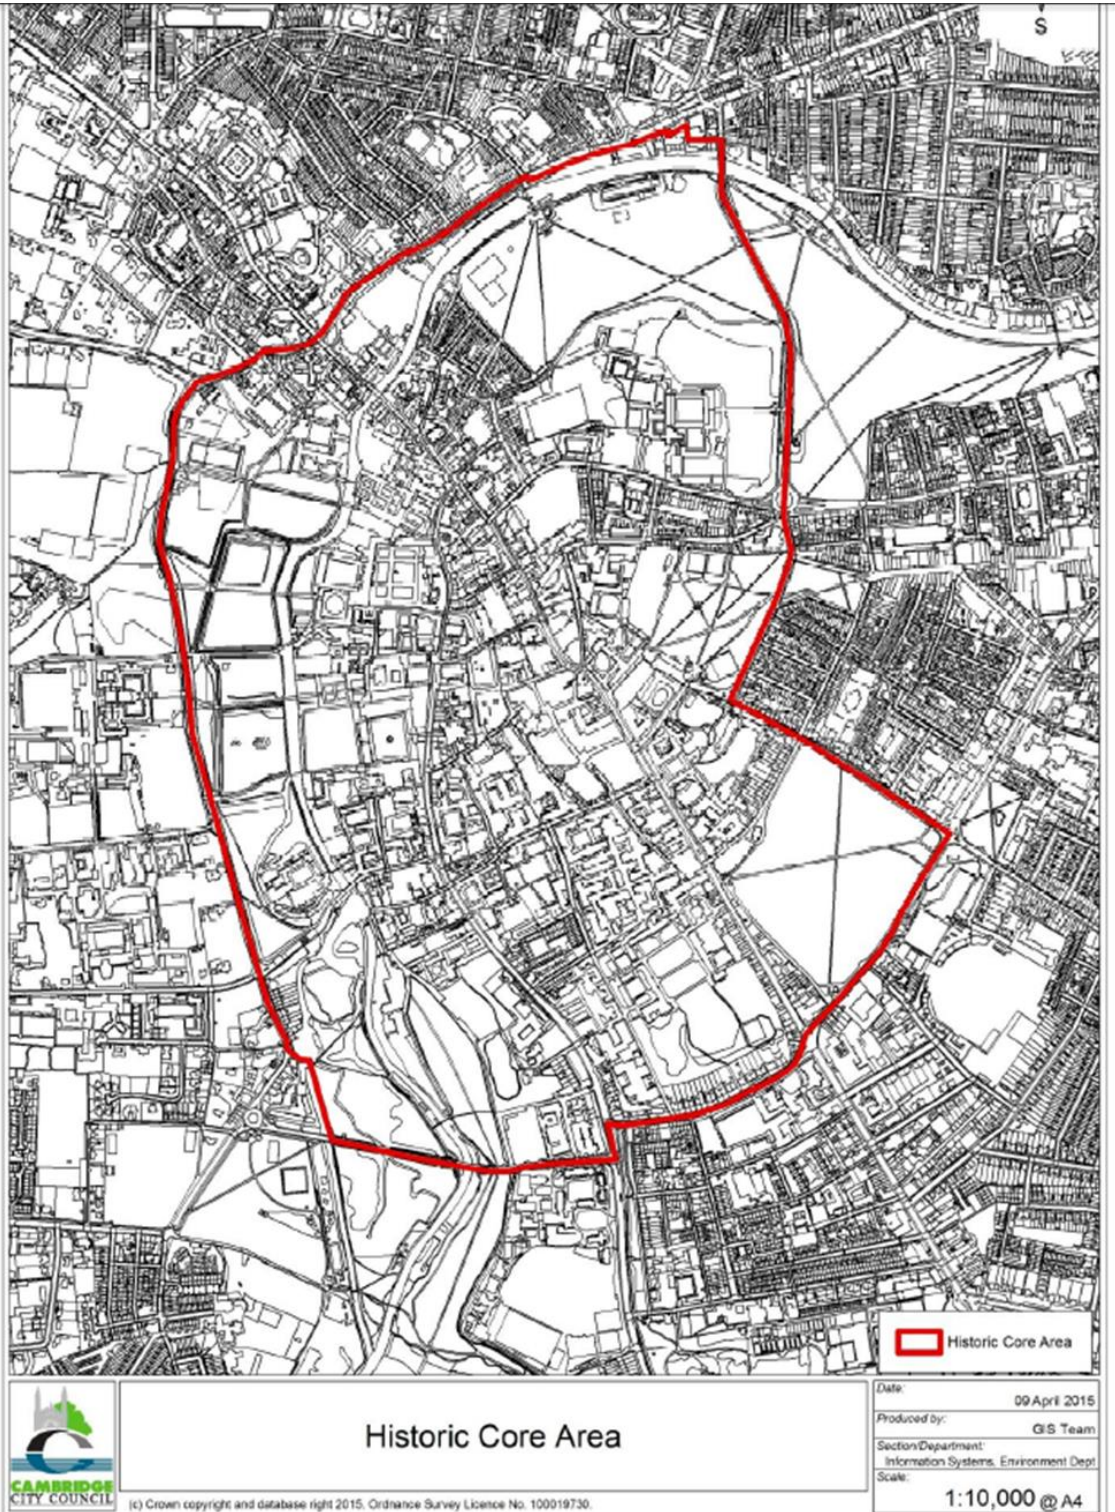 S
Historic Core Area
CAMBRIDGE
CITY COUNCIL
Historic Core Area
(c) Crown copyright and database right 2015. Ordnance Survey Licence No. 100019730.
Date:
09 April 2015
Produced by:
GIS Team
Section/Department:
Information Systems, Environment Dept
Scale:
1:10,000 @ A4